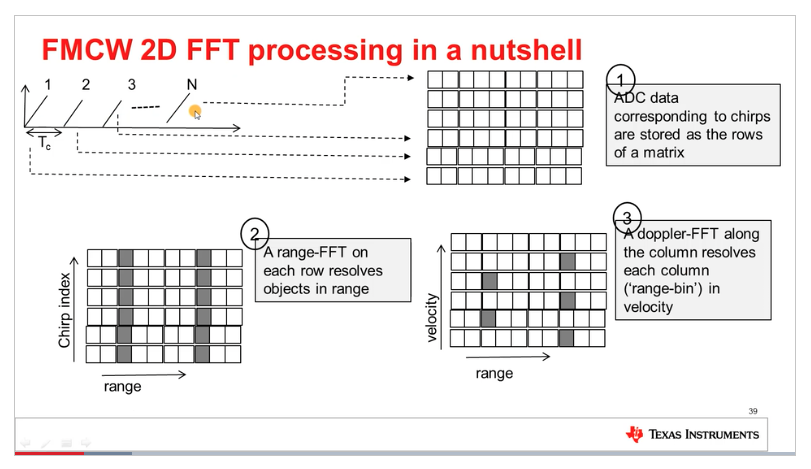 FMCW 2D FFT processing in a nutshell
1 2 3 N
Tc
1
ADC data
corresponding to chirps
are stored as the rows
of a matrix
2
A range-FFT on
each row resolves
objects in range
Chirp index
range
3
A doppler-FFT along
the column resolves
each column
(‘range-bin’) in
velocity
velocity
range
39
TEXAS INSTRUMENTS